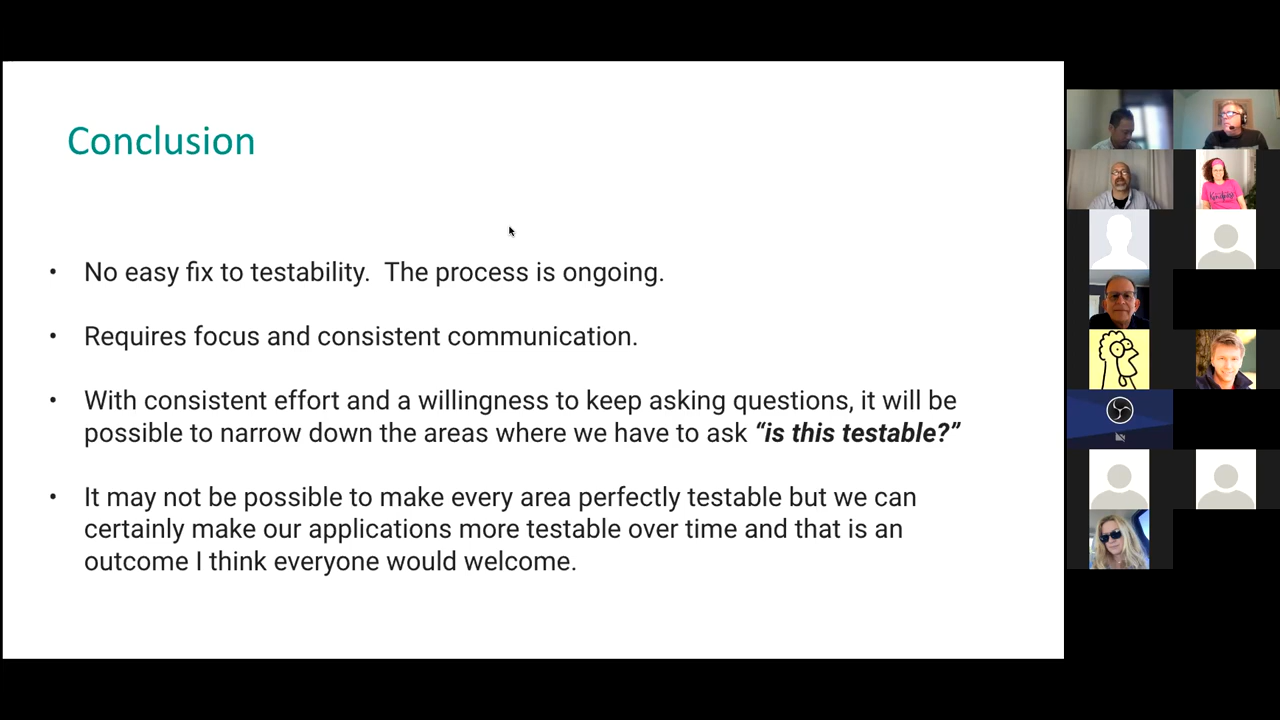 Conclusion
• No easy fix to testability.  The process is ongoing.
• Requires focus and consistent communication.
• With consistent effort and a willingness to keep asking questions, it will be
possible to narrow down the areas where we have to ask “is this testable?”
• It may not be possible to make every area perfectly testable but we can
certainly make our applications more testable over time and that is an
outcome I think everyone would welcome.